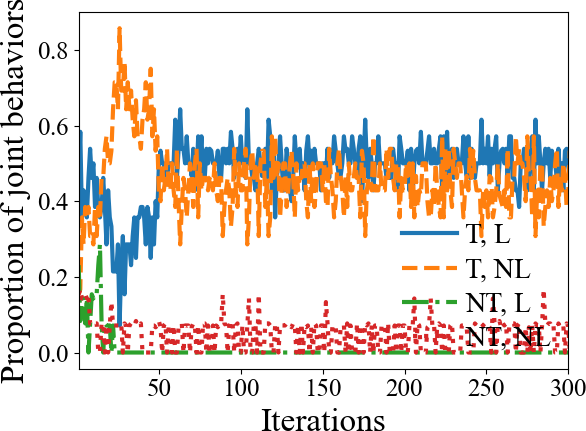 Proportion of joint behaviors
0.8
0.6
0.4
0.2
0.0
T, L
T, NL
NT, L
NT, NL
50
100
150
200
250
300
Iterations